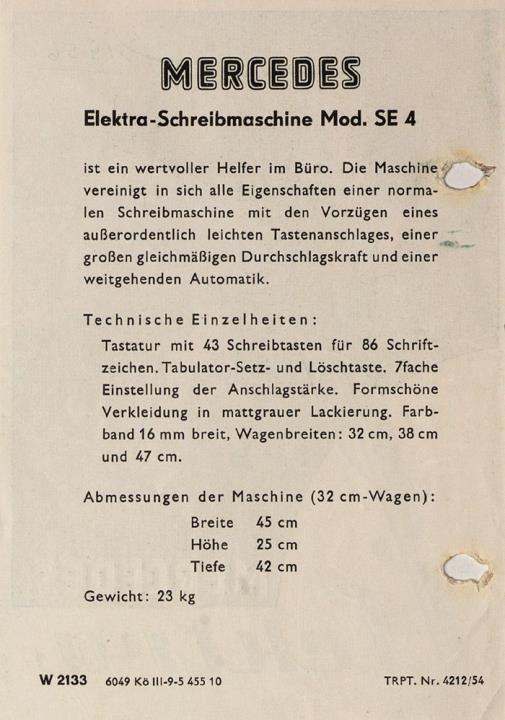 MERCEDES
Elektra-Schreibmaschine Mod. SE 4
ist ein wertvoller Helfer im Büro. Die Maschine
vereinigt in sich alle Eigenschaften einer norma-
len Schreibmaschine mit den Vorzügen eines
außerordentlich leichten Tastenanschlages, einer
großen gleichmäßigen Durchschlagskraft und einer
weitgehenden Automatik.
Technische Einzelheiten:
Tastatur mit 43 Schreibtasten für 86 Schrift-
zeichen. Tabulator-Setz- und Löschtaste. 7fache
Einstellung der Anschlagstärke. Formschöne
Verkleidung in mattgrauer Lackierung. Farb-
band 16 mm breit, Wagenbreiten: 32 cm, 38 cm
und 47 cm.
Abmessungen der Maschine (32 cm-Wagen):
Breite 45 cm
Höhe 25 cm
Tiefe 42 cm
Gewicht: 23 kg
W 2133 6049 Kö III-9-5 455 10 TRPT. Nr. 4212/54